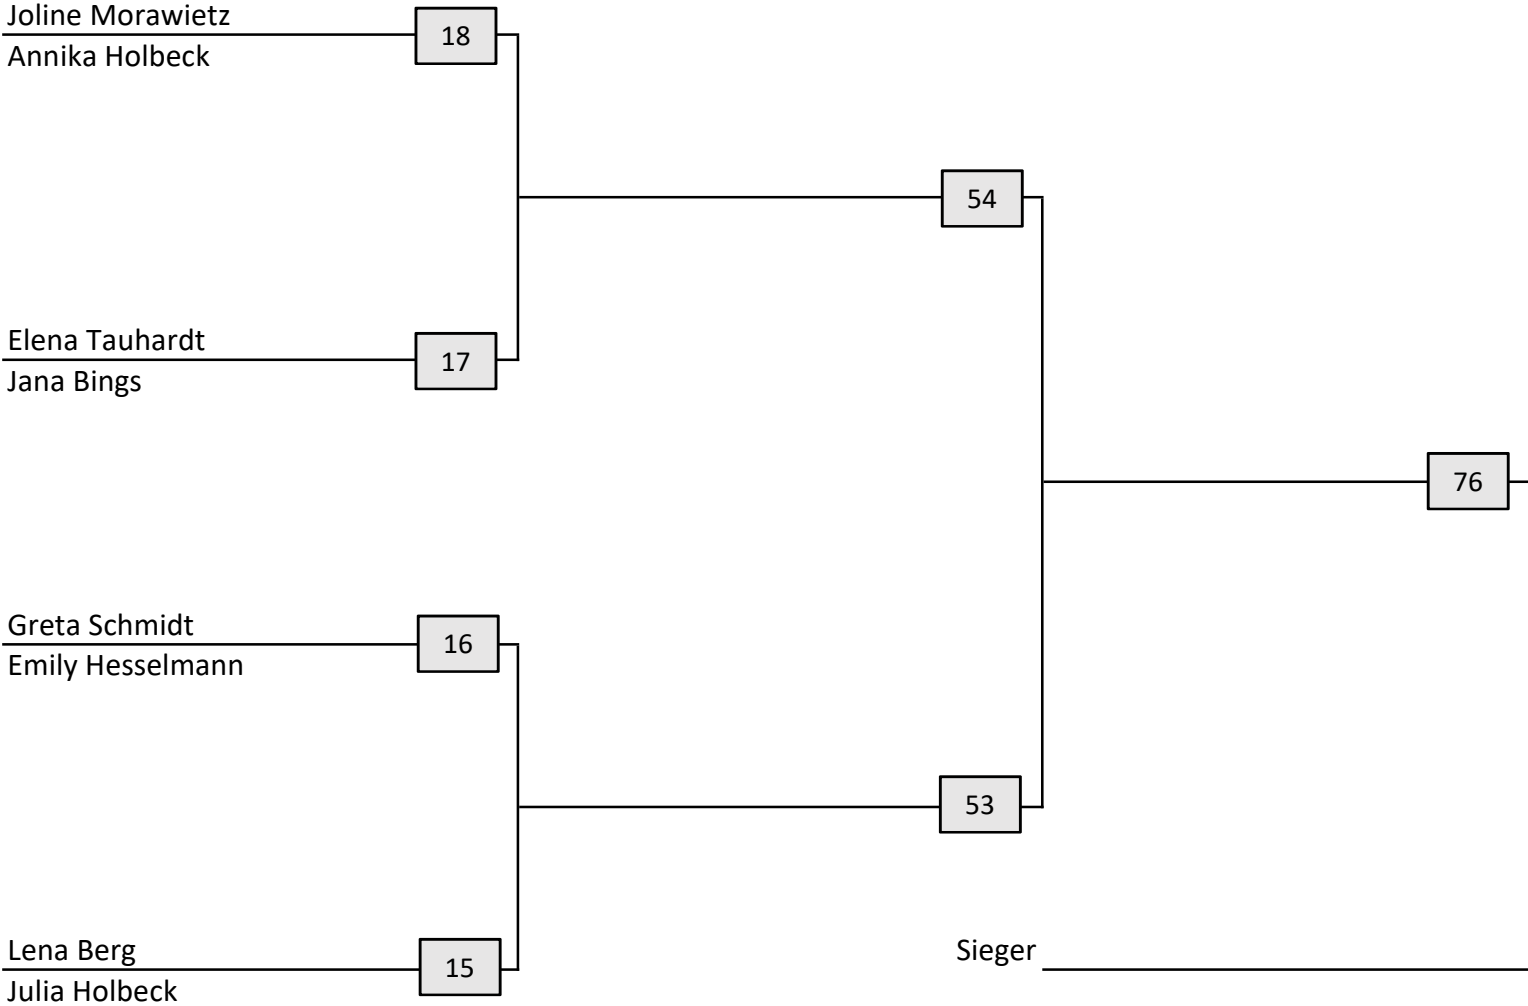 Joline Morawietz
18
Annika Holbeck
54
Elena Tauhardt
17
Jana Bings
76
Greta Schmidt
16
Emily Hesselmann
53
Lena Berg
15
Julia Holbeck
Sieger